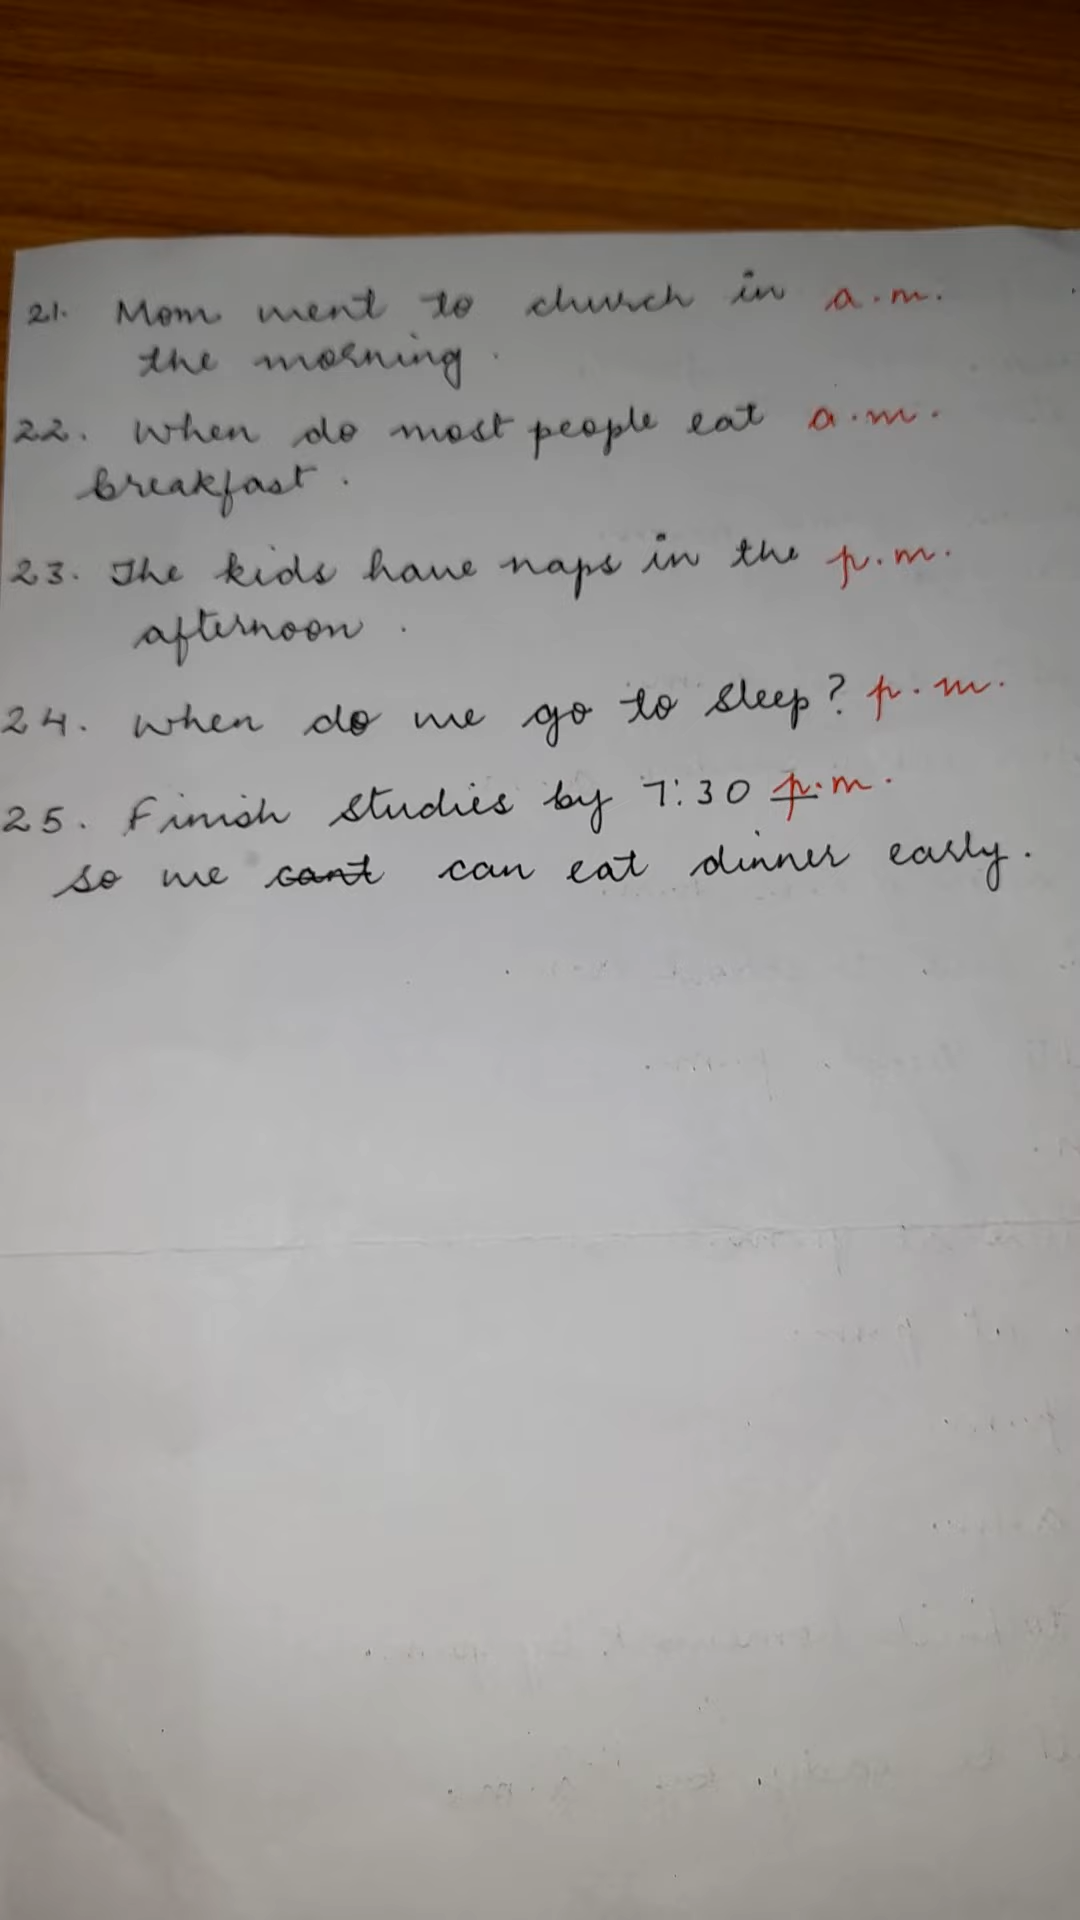 21. Mom went to church in a.m.
the morning.
22. When do most people eat a.m.
breakfast.
23. The kids have naps in the p.m.
afternoon.
24. When do we go to sleep? p.m.
25. Finish studies by 7:30 p.m.
so we cant can eat dinner early.